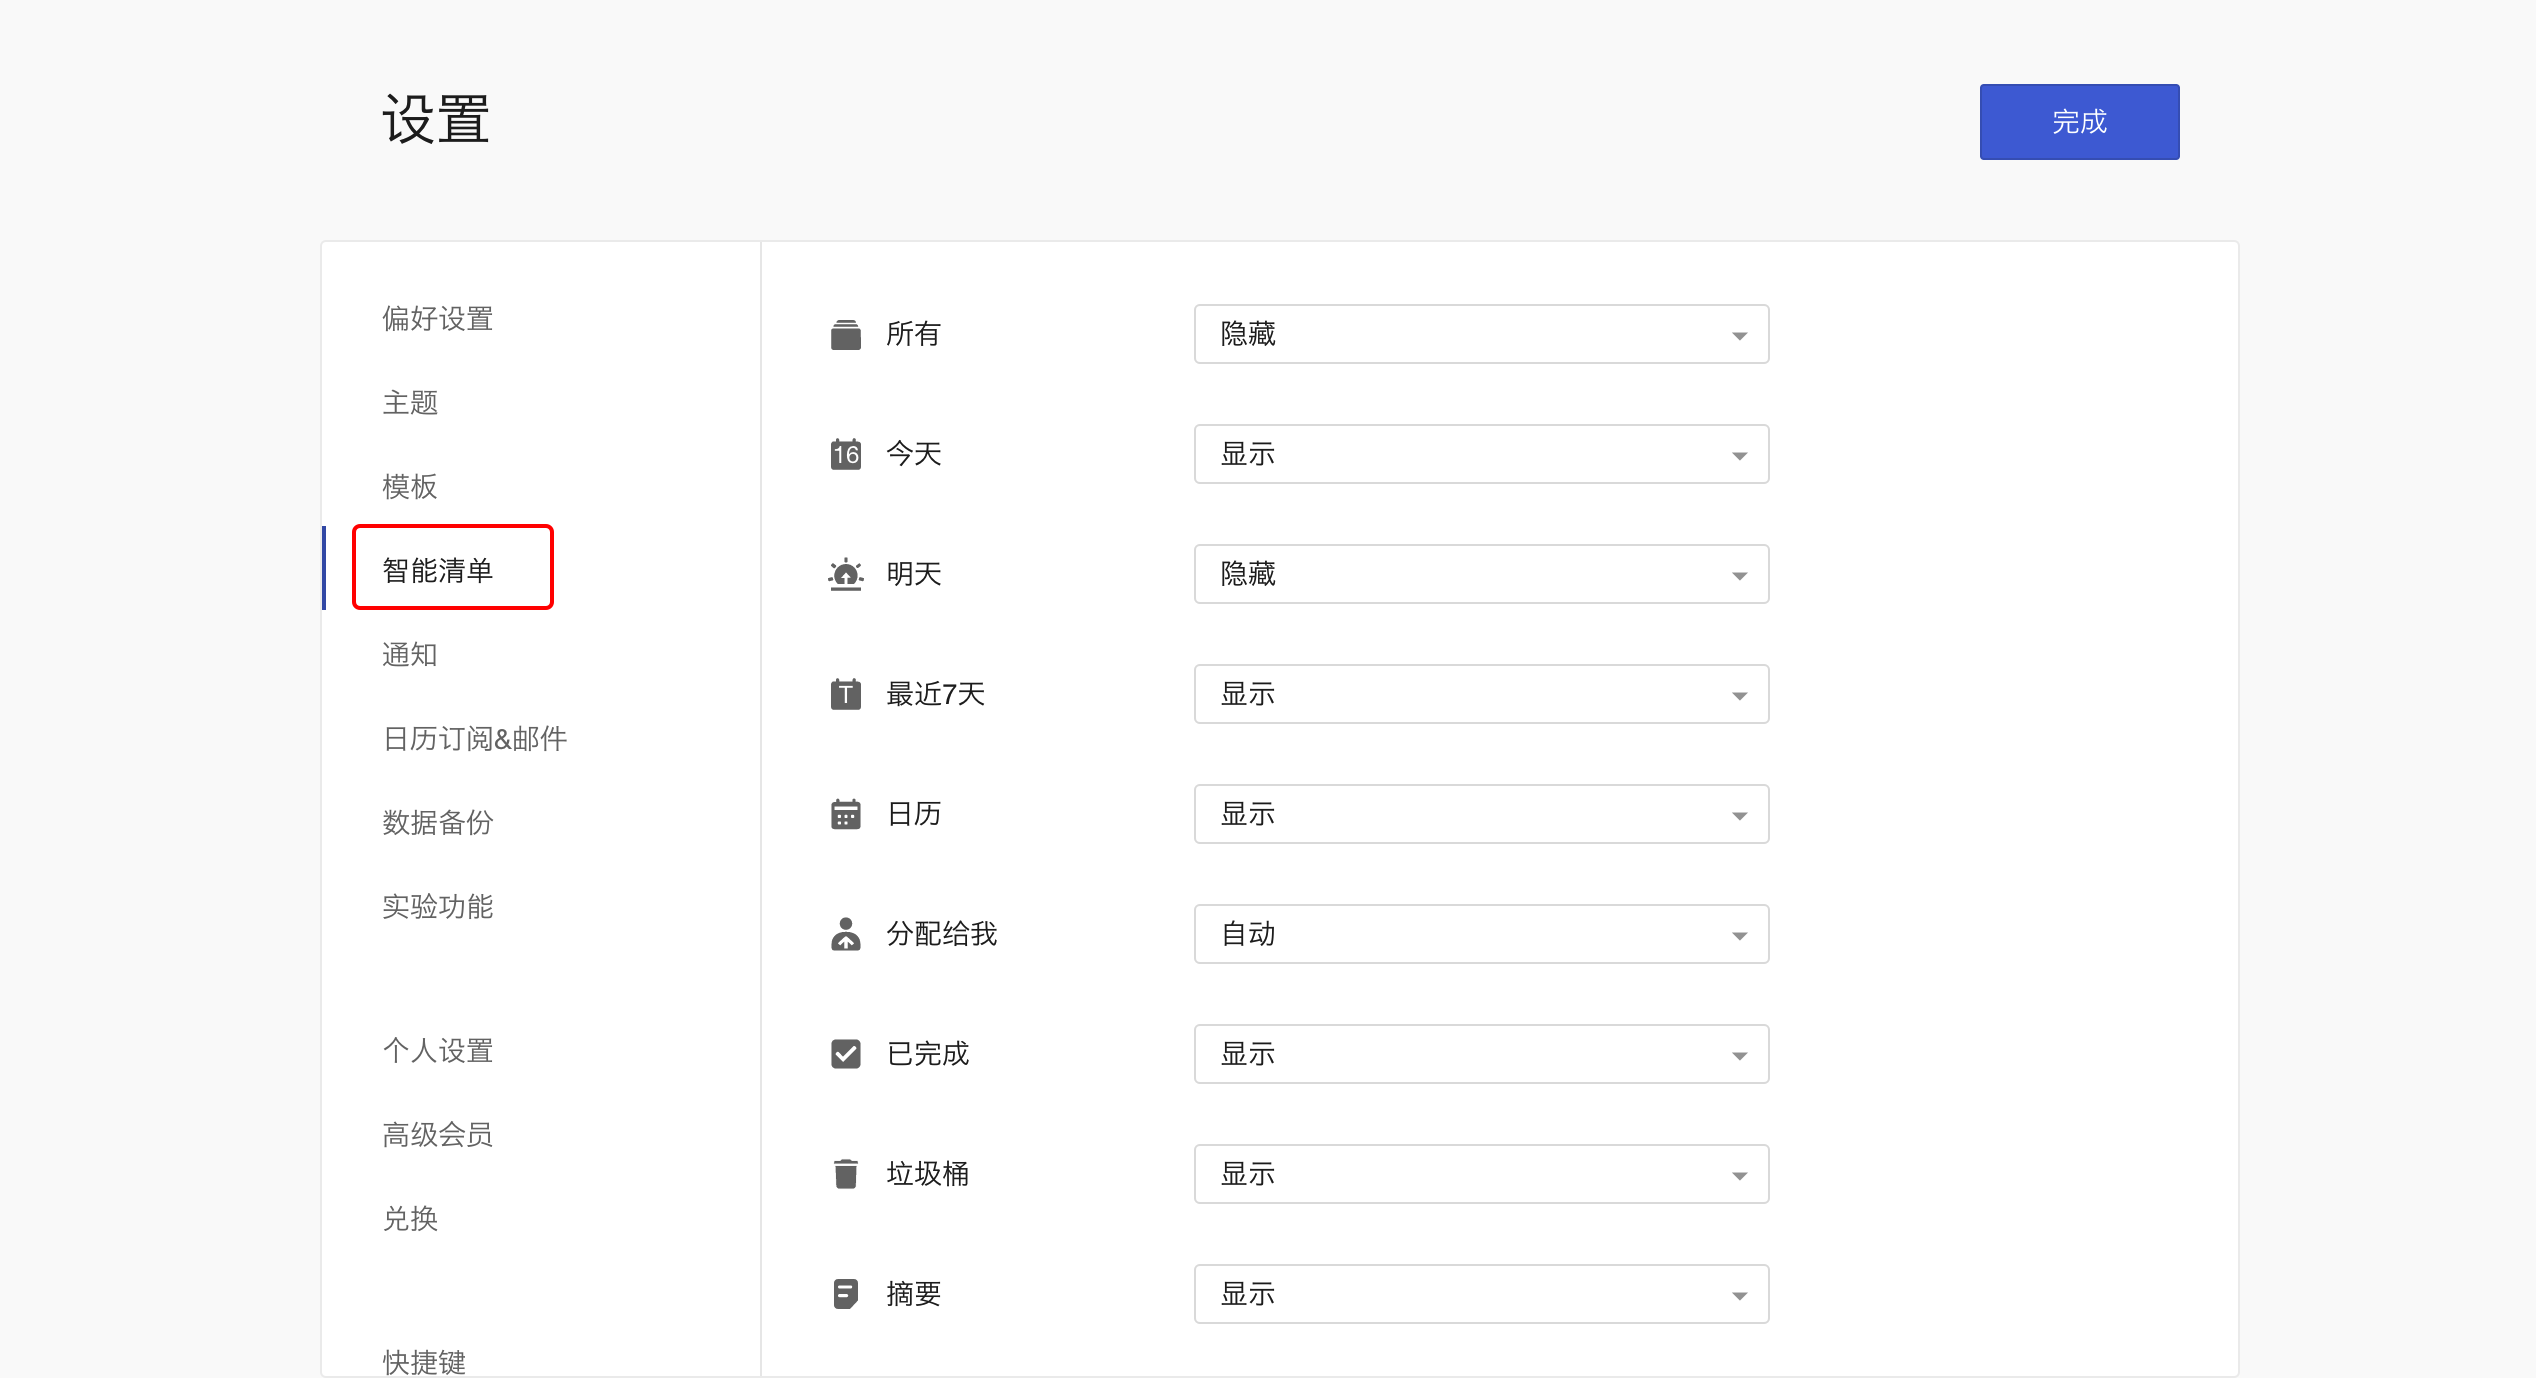 设置
完成
偏好设置
主题
模板
智能清单
通知
日历订阅&邮件
数据备份
实验功能
个人设置
高级会员
兑换
快捷键
所有
隐藏
16
今天
显示
明天
隐藏
T
最近7天
显示
日历
显示
分配给我
自动
已完成
显示
垃圾桶
显示
摘要
显示